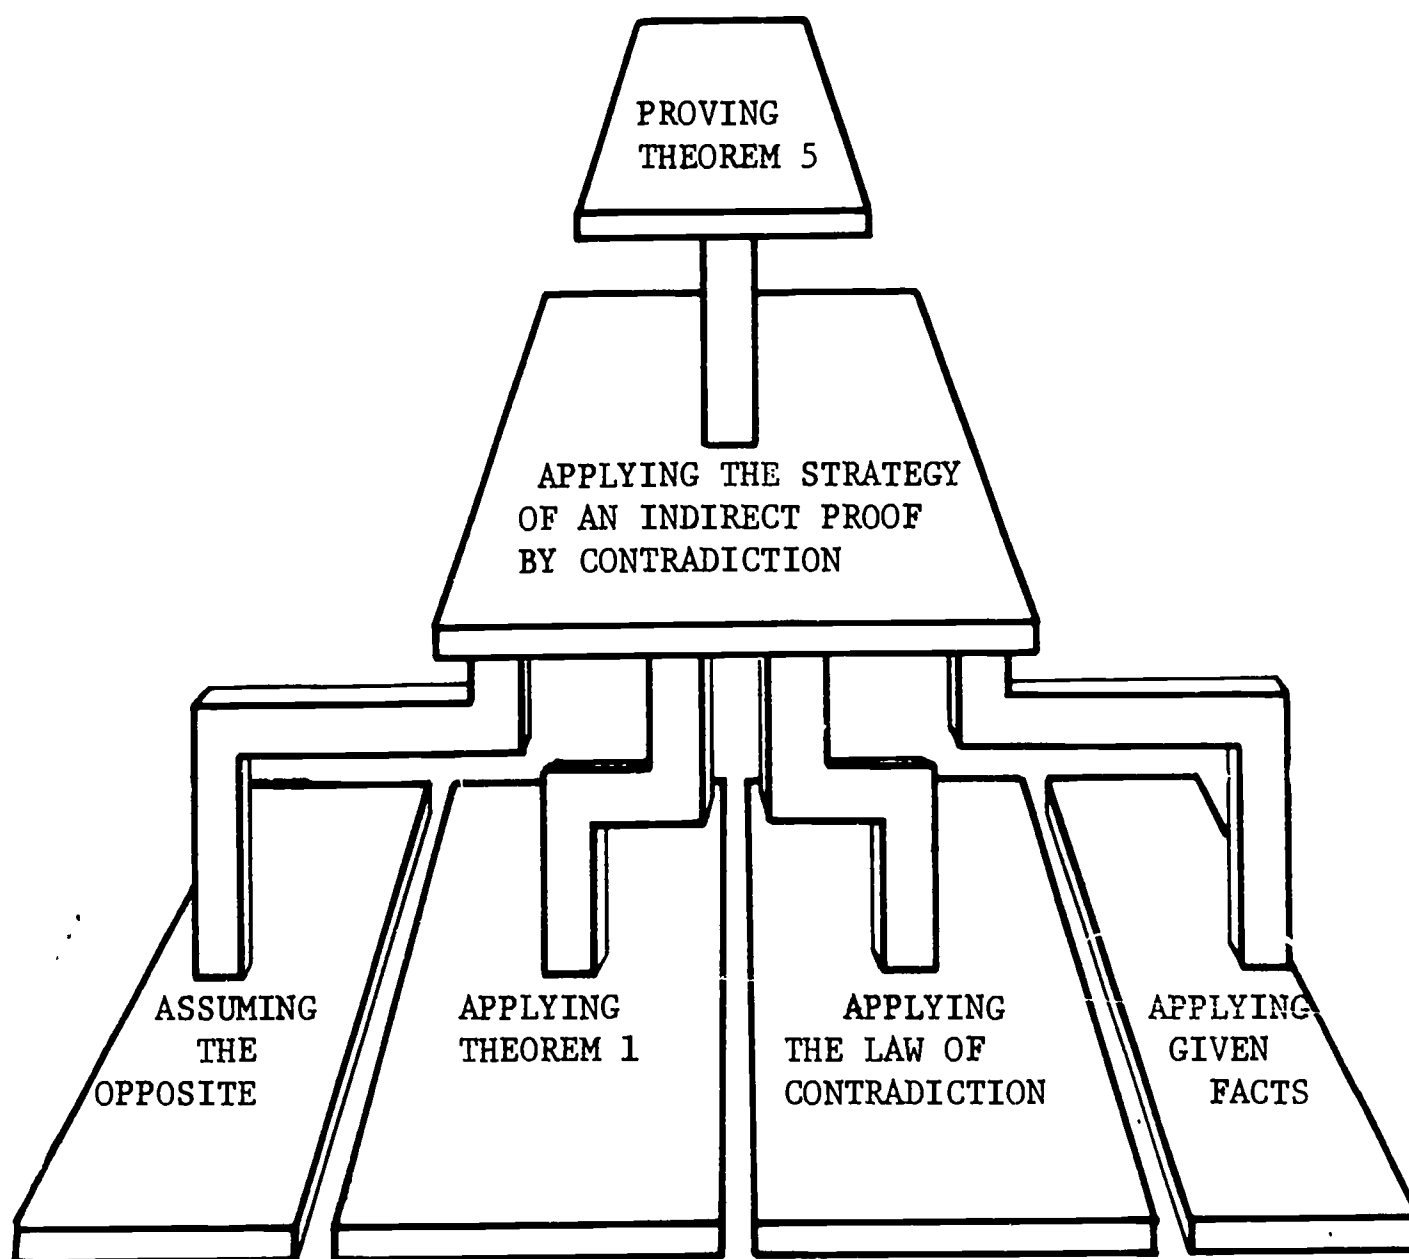 PROVING
THEOREM 5
APPLYING THE STRATEGY
OF AN INDIRECT PROOF
BY CONTRADICTION
ASSUMING
THE
OPPOSITE
APPLYING
THEOREM 1
APPLYING
THE LAW OF
CONTRADICTION
APPLYING
GIVEN
FACTS